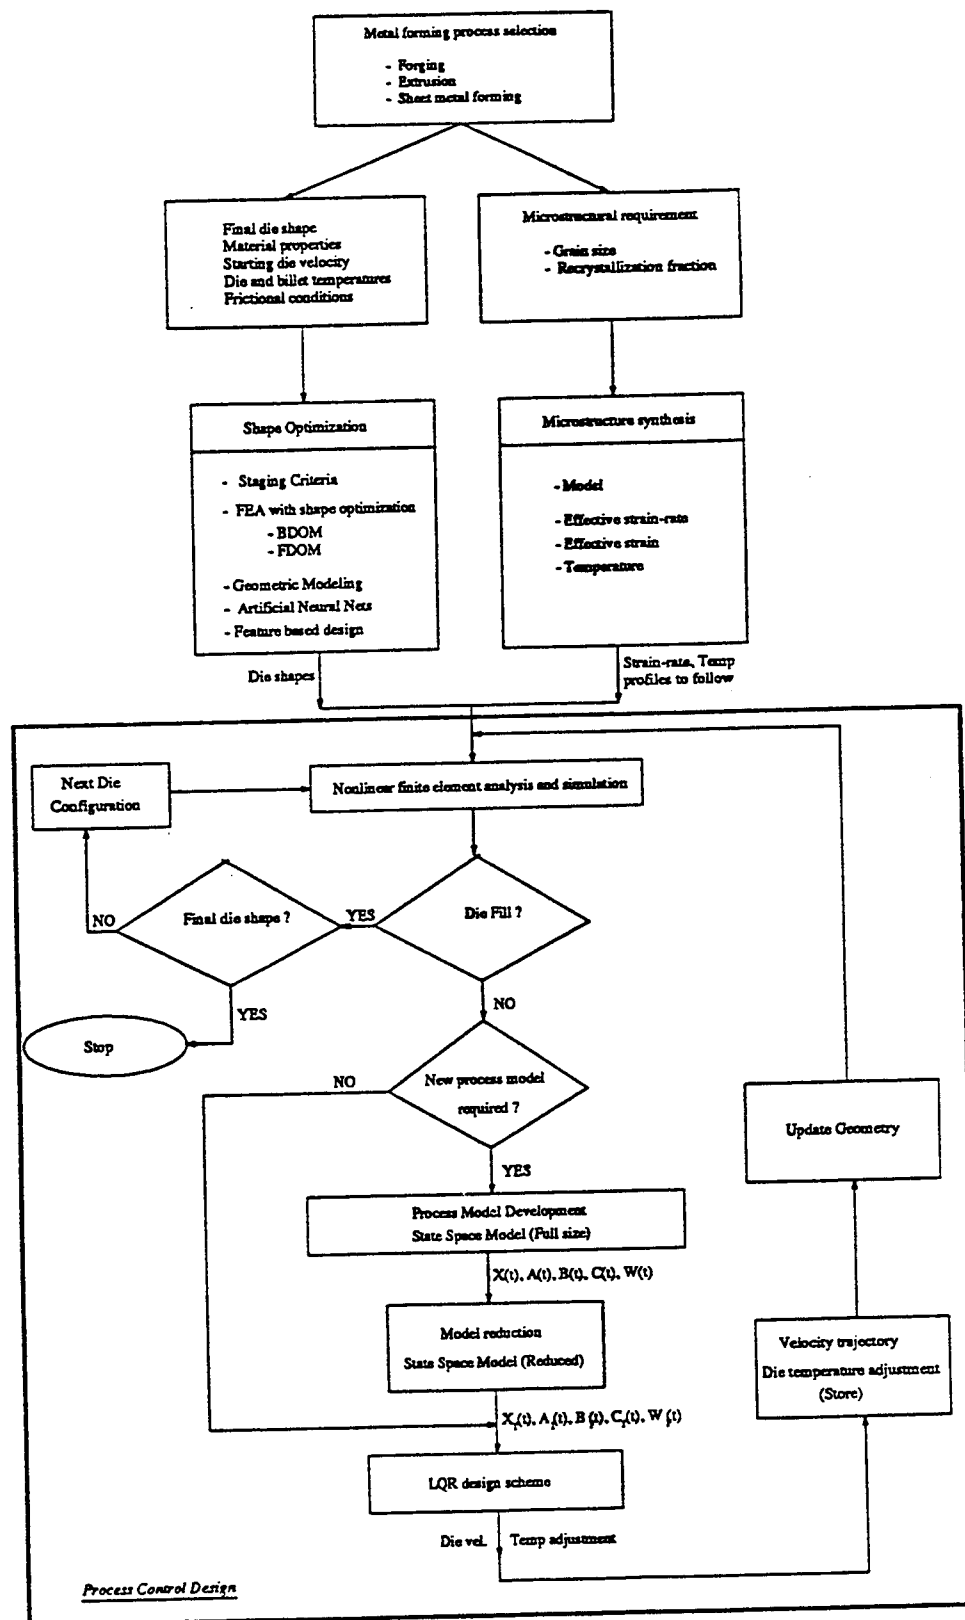 Metal forming process selection
- Forging
- Extrusion
- Sheet metal forming
Final die shape
Material properties
Starting die velocity
Die and billet temperatures
Frictional conditions
Microstructural requirement
- Grain size
- Recrystallization fraction
Shape Optimization
- Staging Criteria
- FEA with shape optimization
- BDOM
- FDOM
- Geometric Modeling
- Artificial Neural Nets
- Feature based design
Microstructure synthesis
- Model
- Effective strain-rate
- Effective strain
- Temperature
Die shapes
Strain-rate, Temp
profiles to follow
Next Die
Configuration
Nonlinear finite element analysis and simulation
NO
Final die shape ?
YES
Die Fill ?
YES
NO
Stop
NO
New process model
required ?
YES
Update Geometry
Process Model Development
State Space Model (Full size)
X(t), A(t), B(t), C(t), W(t)
Model reduction
State Space Model (Reduced)
Velocity trajectory
Die temperature adjustment
(Store)
X_r(t), A_r(t), B_r(t), C_r(t), W_r(t)
LQR design scheme
Die vel. Temp adjustment
Process Control Design